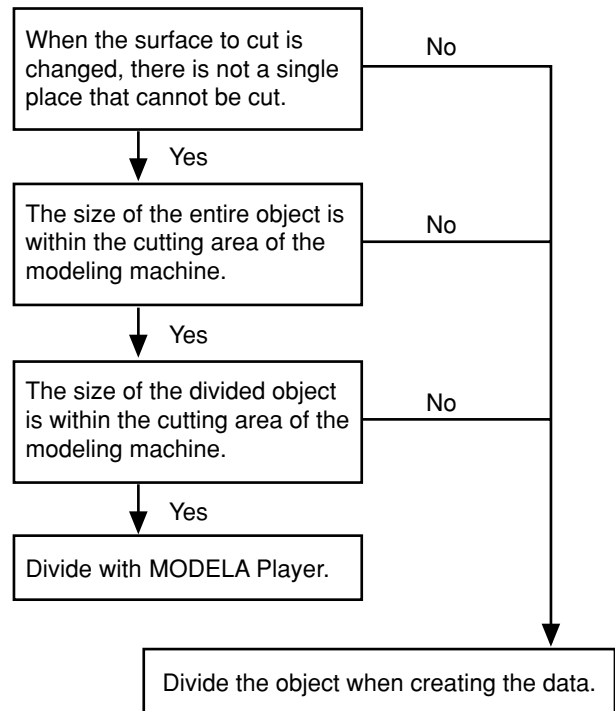 When the surface to cut is
changed, there is not a single
place that cannot be cut.
No
Yes
The size of the entire object is
within the cutting area of the
modeling machine.
No
Yes
The size of the divided object
is within the cutting area of the
modeling machine.
No
Yes
Divide with MODELA Player.
Divide the object when creating the data.